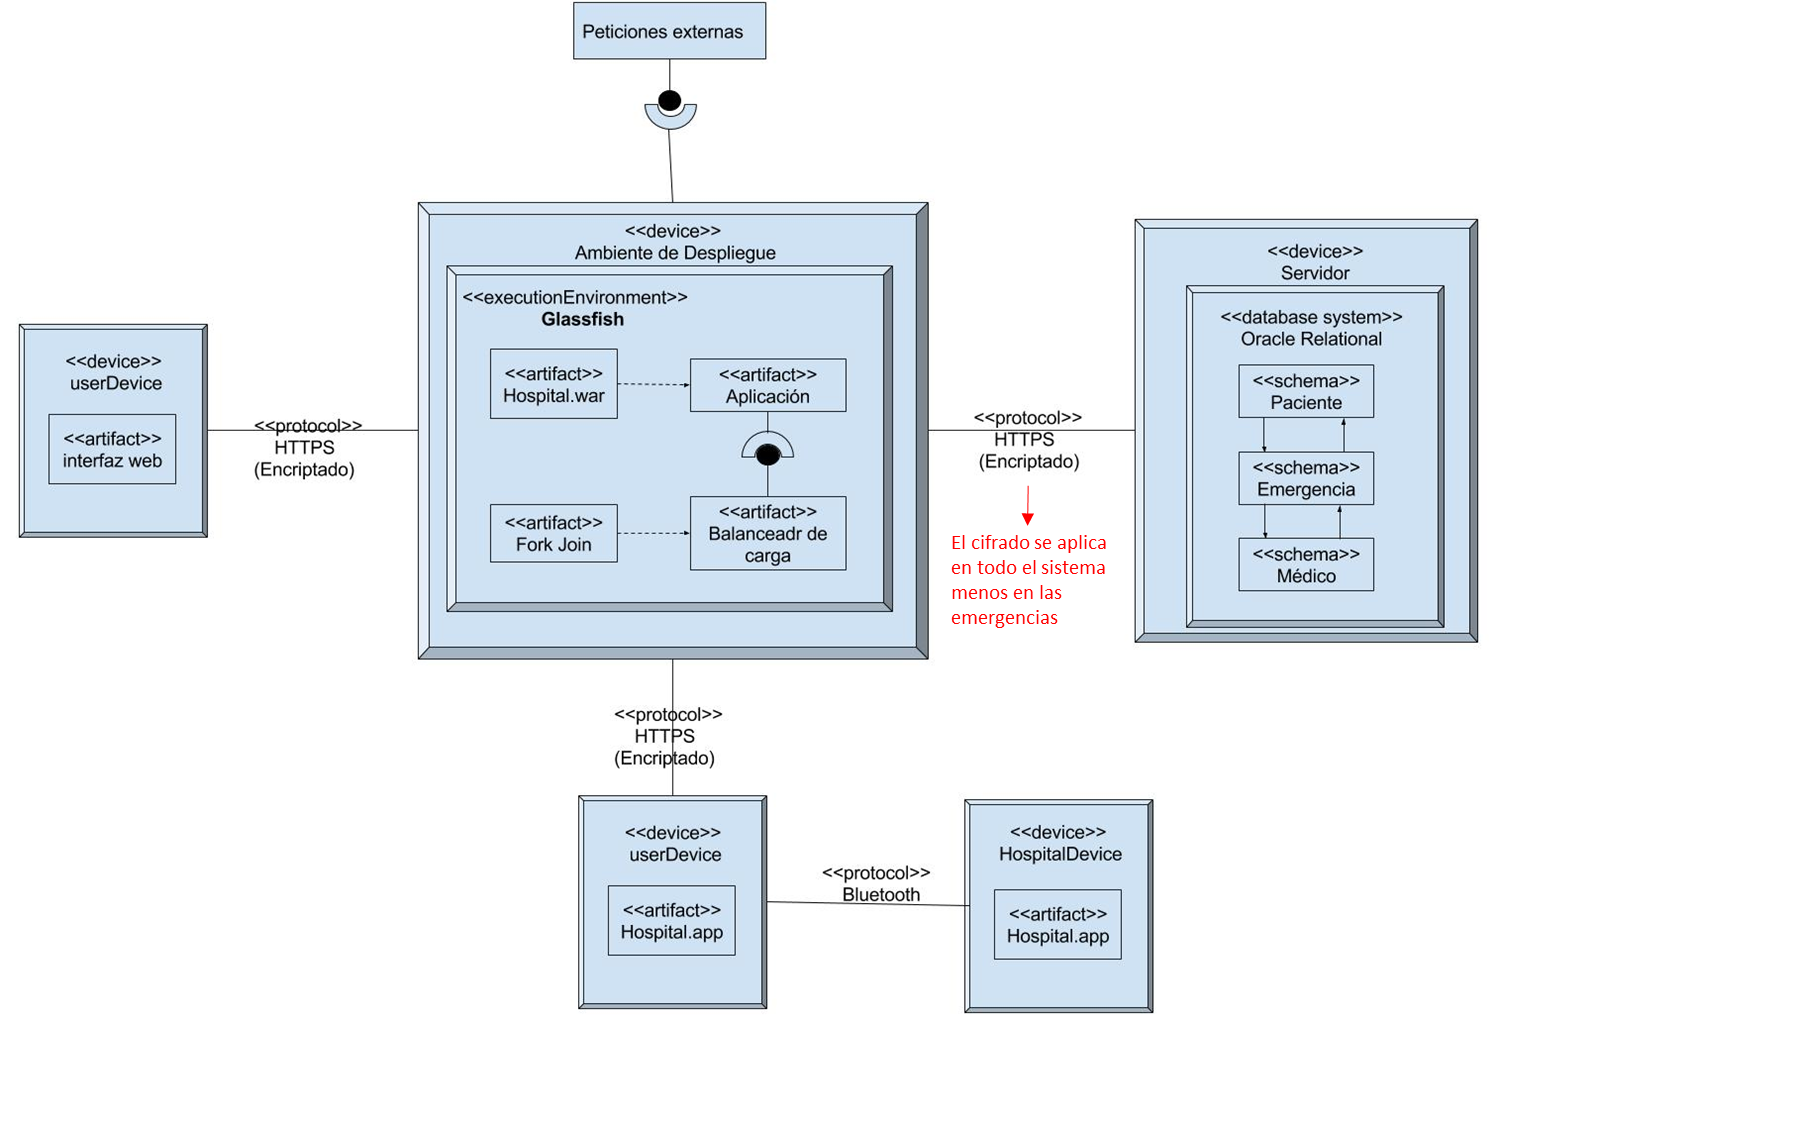 Peticiones externas
<<device>>
Ambiente de Despliegue
<<executionEnvironment>>
Glassfish
<<artifact>>
Hospital.war
<<artifact>>
Aplicación
<<artifact>>
Fork Join
<<artifact>>
Balanceadr de
carga
<<device>>
userDevice
<<artifact>>
interfaz web
<<protocol>>
HTTPS
(Encriptado)
<<protocol>>
HTTPS
(Encriptado)
El cifrado se aplica
en todo el sistema
menos en las
emergencias
<<device>>
Servidor
<<database system>>
Oracle Relational
<<schema>>
Paciente
<<schema>>
Emergencia
<<schema>>
Médico
<<protocol>>
HTTPS
(Encriptado)
<<device>>
userDevice
<<artifact>>
Hospital.app
<<protocol>>
Bluetooth
<<device>>
HospitalDevice
<<artifact>>
Hospital.app